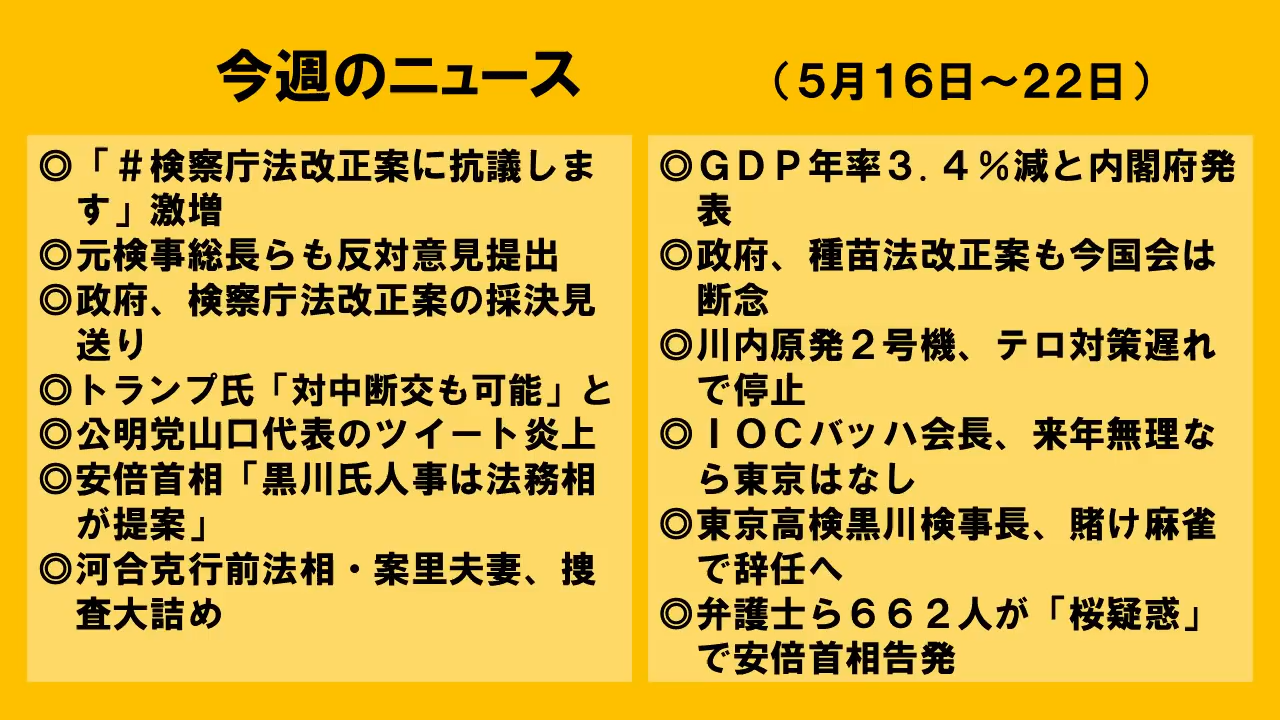 今週のニュース
（５月１６日～２２日）
◎「＃検察庁法改正案に抗議しま
す」激増
◎元検事総長らも反対意見提出
◎政府、検察庁法改正案の採決見
送り
◎トランプ氏「対中断交も可能」と
◎公明党山口代表のツイート炎上
◎安倍首相「黒川氏人事は法務相
が提案」
◎河合克行前法相・案里夫妻、捜
査大詰め
◎ＧＤＰ年率３．４％減と内閣府発
表
◎政府、種苗法改正案も今国会は
断念
◎川内原発２号機、テロ対策遅れ
で停止
◎ＩＯＣバッハ会長、来年無理な
ら東京はなし
◎東京高検黒川検事長、賭け麻雀
で辞任へ
◎弁護士ら６６２人が「桜疑惑」
で安倍首相告発